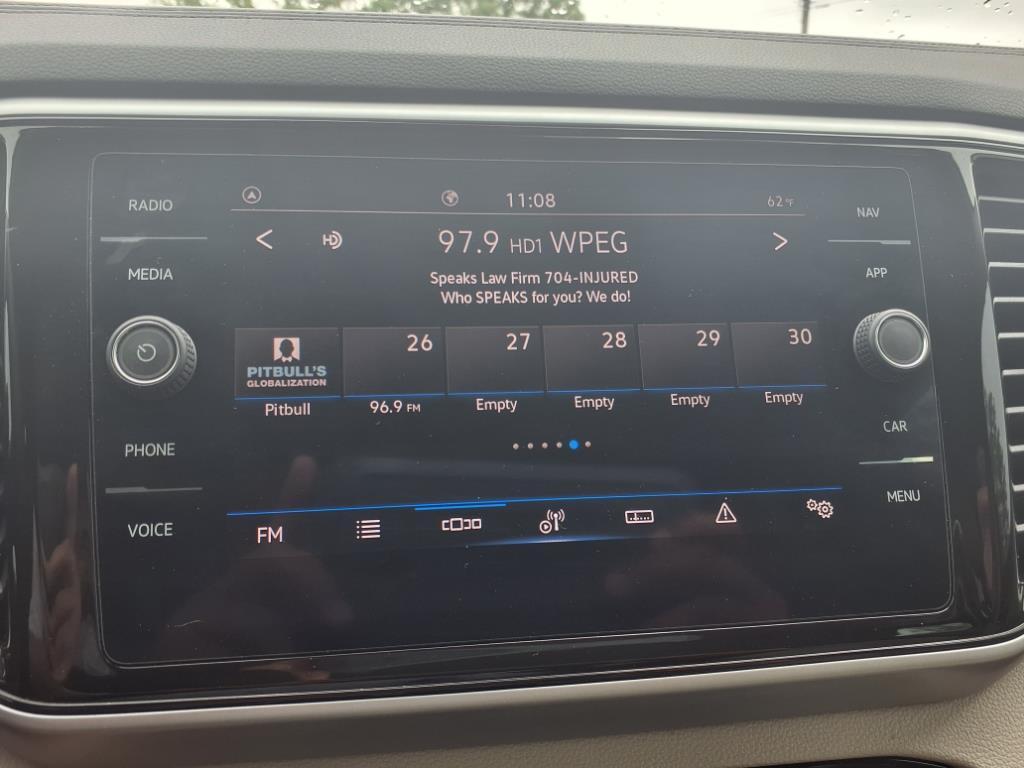 11:08
62°F
RADIO
NAV
HD
97.9 HD1 WPEG
MEDIA
APP
Speaks Law Firm 704-INJURED
Who SPEAKS for you? We do!
26
27
28
29
30
PITBULL'S
GLOBALIZATION
Pitbull
96.9 FM
Empty
Empty
Empty
Empty
PHONE
CAR
VOICE
MENU
FM